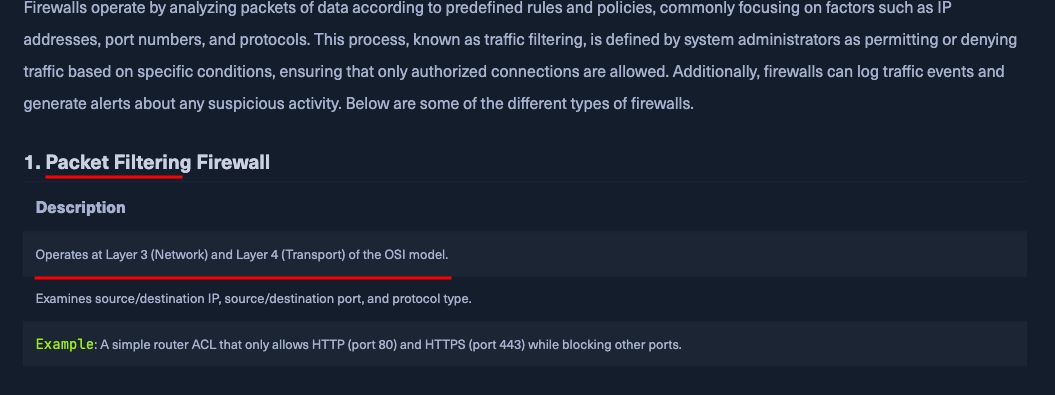 Firewalls operate by analyzing packets of data according to predefined rules and policies, commonly focusing on factors such as IP
addresses, port numbers, and protocols. This process, known as traffic filtering, is defined by system administrators as permitting or denying
traffic based on specific conditions, ensuring that only authorized connections are allowed. Additionally, firewalls can log traffic events and
generate alerts about any suspicious activity. Below are some of the different types of firewalls.
1. Packet Filtering Firewall
Description
Operates at Layer 3 (Network) and Layer 4 (Transport) of the OSI model.
Examines source/destination IP, source/destination port, and protocol type.
Example: A simple router ACL that only allows HTTP (port 80) and HTTPS (port 443) while blocking other ports.